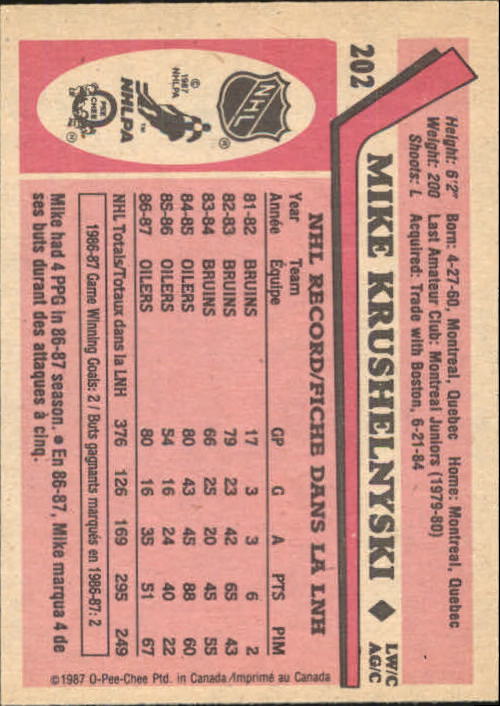 202
MIKE KRUSHELNYSKI ◆ LW/C
AG/C
Height: 6'2" Born: 4-27-60, Montreal, Quebec Home: Montreal, Quebec
Weight: 200 Last Amateur Club: Montreal Juniors (1979-80)
Shoots: L Acquired: Trade with Boston, 6-21-84
NHL
®
© 1987
NHLPA
NHLPA™
O PEE CHEE
®
NHL RECORD/FICHE DANS LA LNH
Year Team
Année Équipe GP G A PTS PIM
81-82 BRUINS 17 3 3 6 2
82-83 BRUINS 79 23 42 65 43
83-84 BRUINS 66 25 20 45 55
84-85 OILERS 80 43 45 88 60
85-86 OILERS 54 16 24 40 22
86-87 OILERS 80 16 35 51 67
NHL Totals/Totaux dans la LNH 376 126 169 295 249
1986-87 Game Winning Goals: 2 / Buts gagnants marqués en 1986-87: 2
Mike had 4 PPG in 86-87 season. ● En 86-87, Mike marqua 4 de
ses buts durant des attaques à cinq.
©1987 O-Pee-Chee Ptd. in Canada/Imprimé au Canada